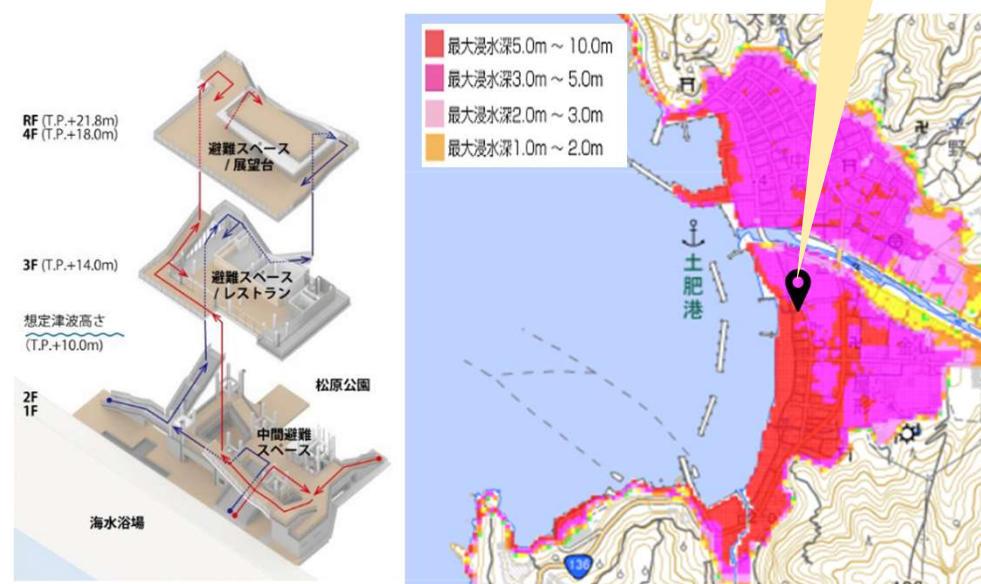 RF (T.P.+21.8m)
4F (T.P.+18.0m)
避難スペース
/ 展望台
3F (T.P.+14.0m)
避難スペース
/レストラン
想定津波高さ
(T.P.+10.0m)
2F
1F
松原公園
中間避難
スペース
海水浴場
最大浸水深5.0m ～ 10.0m
最大浸水深3.0m ～ 5.0m
最大浸水深2.0m ～ 3.0m
最大浸水深1.0m ～ 2.0m
土肥港
野
136